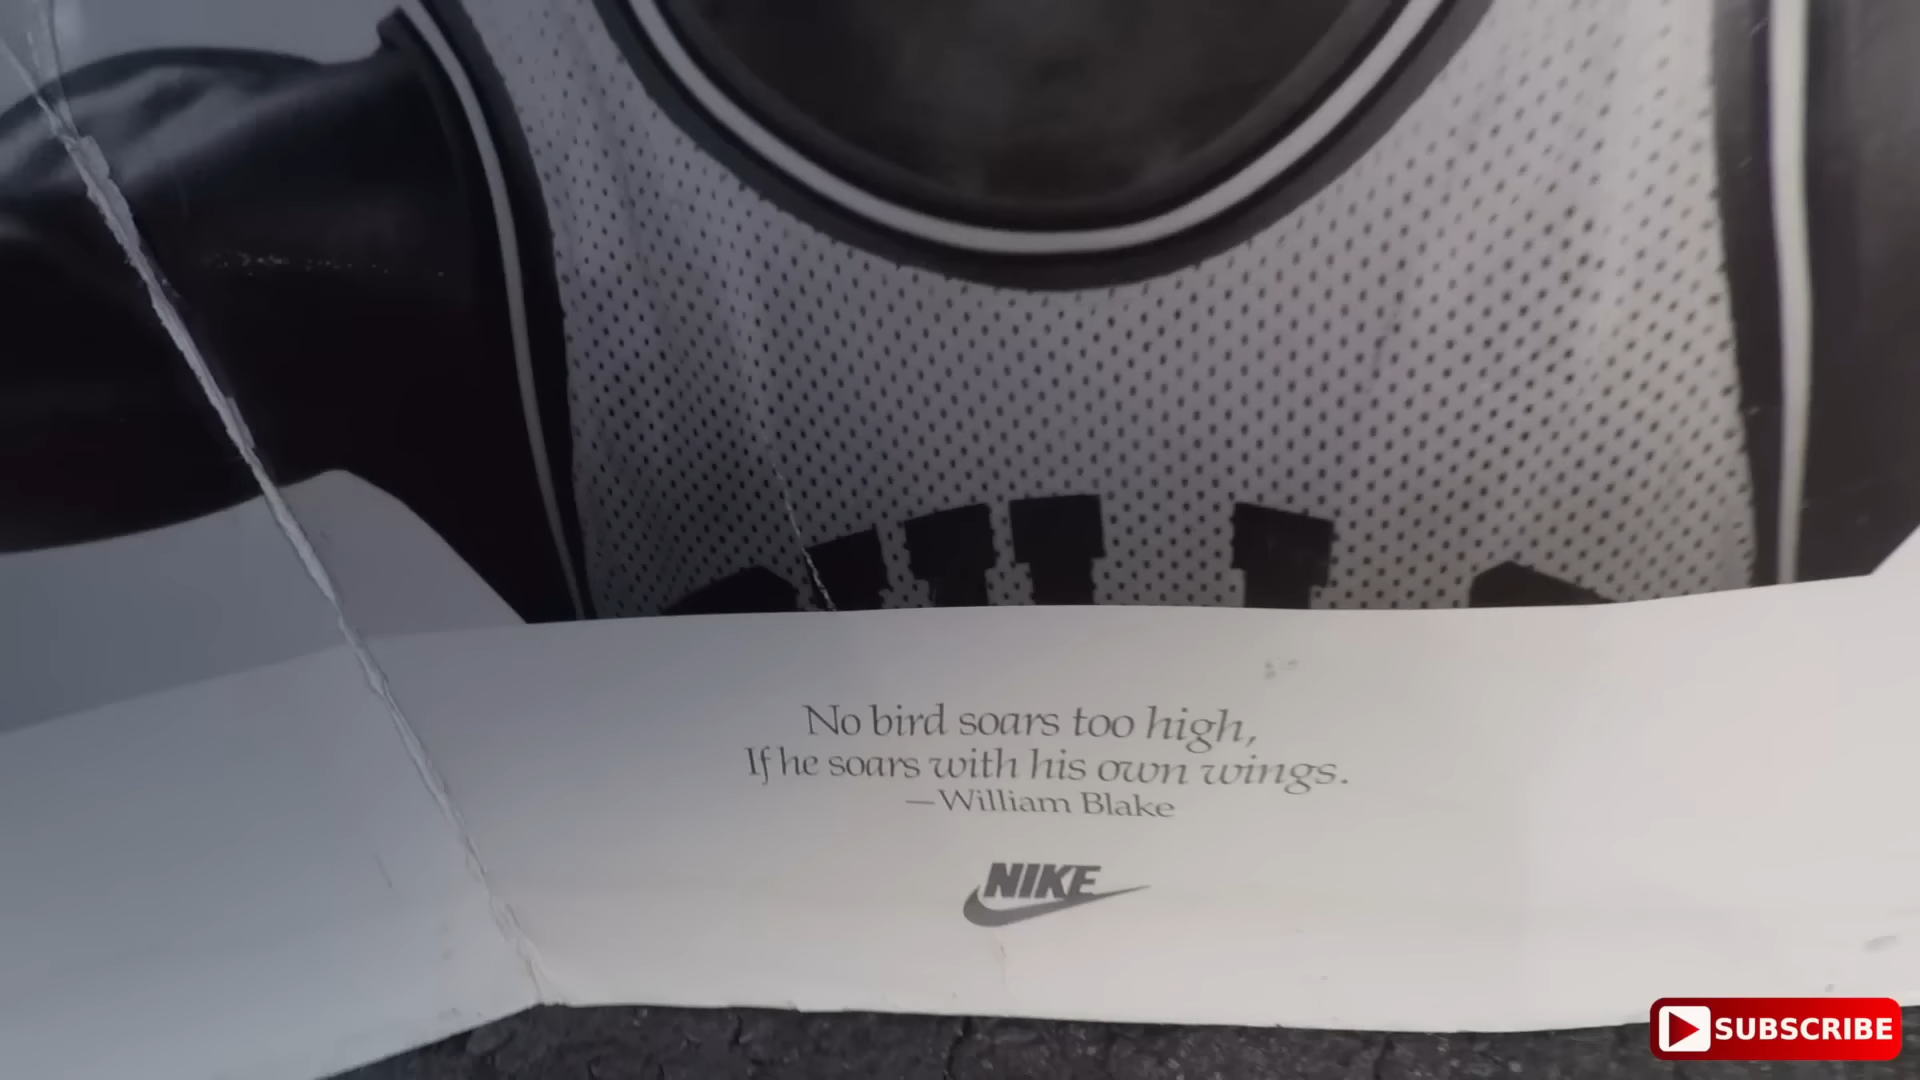 No bird soars too high,
If he soars with his own wings.
—William Blake
NIKE
SUBSCRIBE